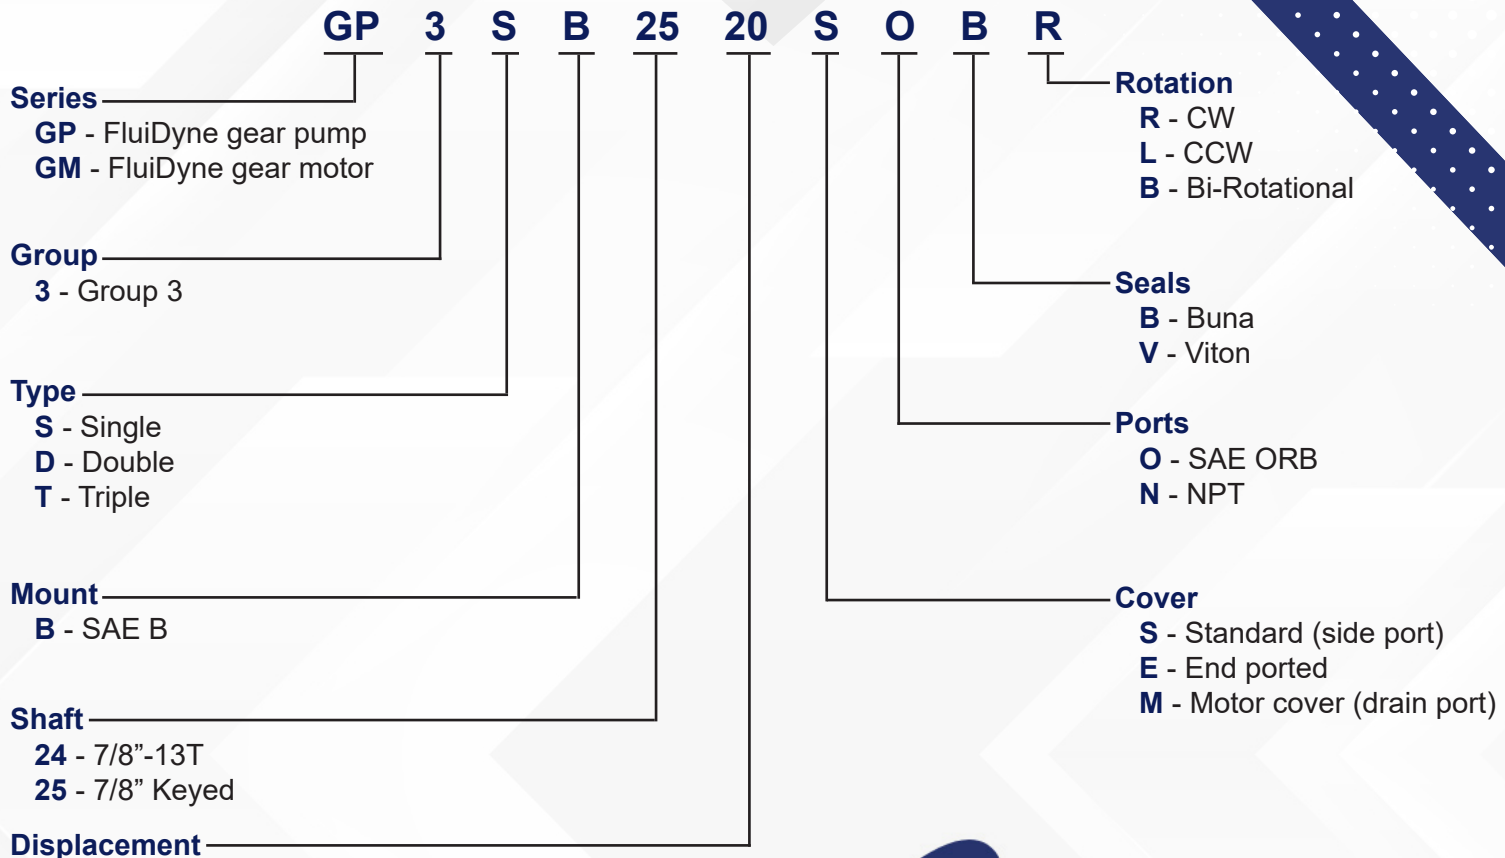 GP 3 S B 25 20 S O B R
Series
GP - FluiDyne gear pump
GM - FluiDyne gear motor
Group
3 - Group 3
Type
S - Single
D - Double
T - Triple
Mount
B - SAE B
Shaft
24 - 7/8”-13T
25 - 7/8” Keyed
Displacement
Rotation
R - CW
L - CCW
B - Bi-Rotational
Seals
B - Buna
V - Viton
Ports
O - SAE ORB
N - NPT
Cover
S - Standard (side port)
E - End ported
M - Motor cover (drain port)